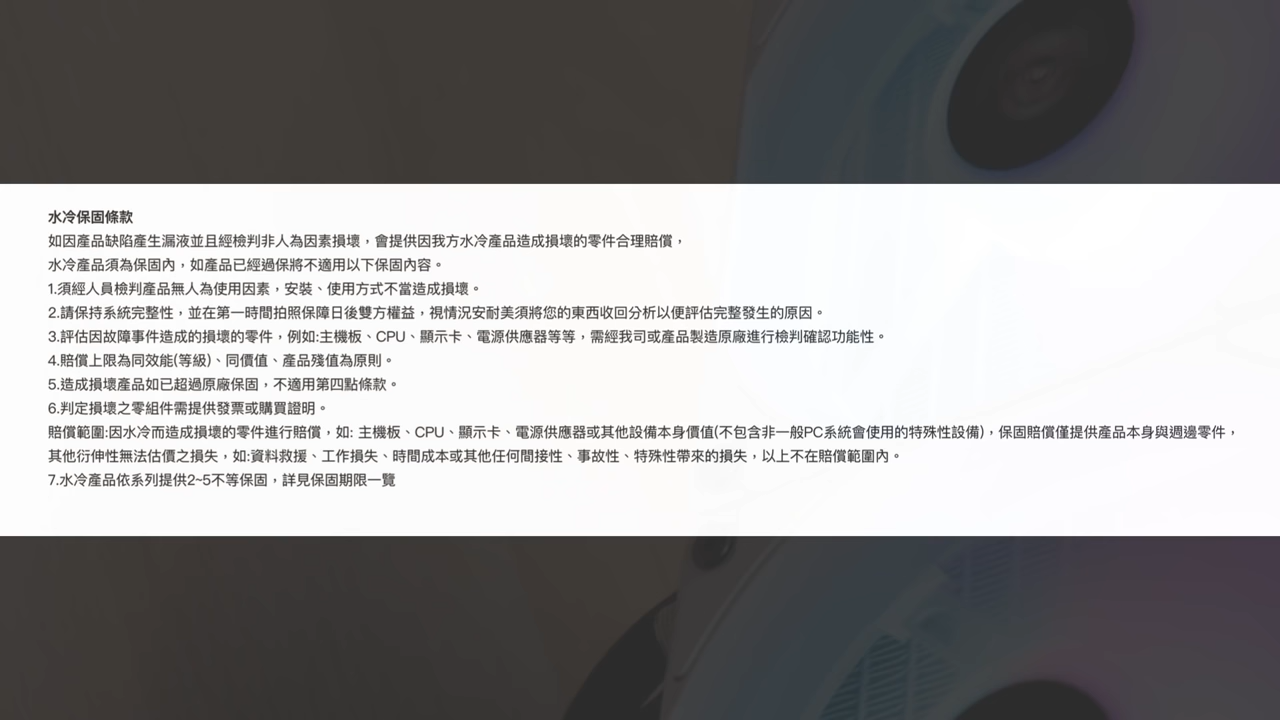 水冷保固條款
如因產品缺陷產生漏液並且經檢判非人為因素損壞，會提供因我方水冷產品造成損壞的零件合理賠償，
水冷產品須為保固內，如產品已經過保將不適用以下保固內容。
1.須經人員檢判產品無人為使用因素，安裝、使用方式不當造成損壞。
2.請保持系統完整性，並在第一時間拍照保障日後雙方權益，視情況安耐美須將您的東西收回分析以便評估完整發生的原因。
3.評估因故障事件造成的損壞的零件，例如:主機板、CPU、顯示卡、電源供應器等等，需經我司或產品製造原廠進行檢判確認功能性。
4.賠償上限為同效能(等級)、同價值、產品殘值為原則。
5.造成損壞產品如已超過原廠保固，不適用第四點條款。
6.判定損壞之零組件需提供發票或購買證明。
賠償範圍:因水冷而造成損壞的零件進行賠償，如: 主機板、CPU、顯示卡、電源供應器或其他設備本身價值(不包含非一般PC系統會使用的特殊性設備)，保固賠償僅提供產品本身與週邊零件，
其他衍伸性無法估價之損失，如:資料救援、工作損失、時間成本或其他任何間接性、事故性、特殊性帶來的損失，以上不在賠償範圍內。
7.水冷產品依系列提供2~5不等保固，詳見保固期限一覽